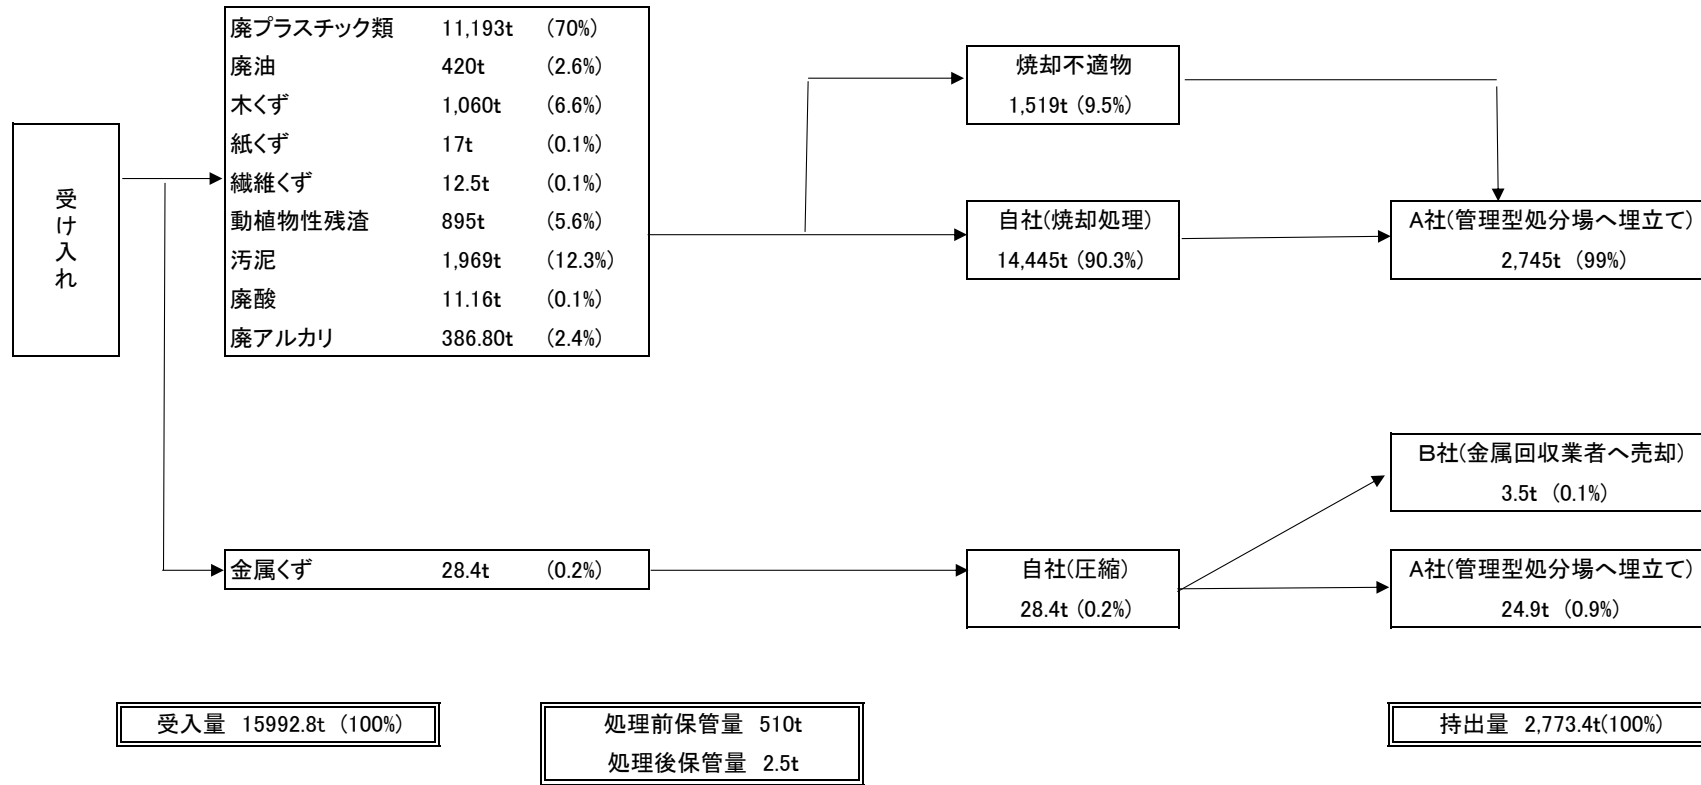 受け入れ
廃プラスチック類 11,193t (70%)
廃油 420t (2.6%)
木くず 1,060t (6.6%)
紙くず 17t (0.1%)
繊維くず 12.5t (0.1%)
動植物性残渣 895t (5.6%)
汚泥 1,969t (12.3%)
廃酸 11.16t (0.1%)
廃アルカリ 386.80t (2.4%)
焼却不適物
1,519t (9.5%)
自社(焼却処理)
14,445t (90.3%)
A社(管理型処分場へ埋立て)
2,745t (99%)
金属くず 28.4t (0.2%)
自社(圧縮)
28.4t (0.2%)
B社(金属回収業者へ売却)
3.5t (0.1%)
A社(管理型処分場へ埋立て)
24.9t (0.9%)
受入量 15992.8t (100%)
処理前保管量 510t
処理後保管量 2.5t
持出量 2,773.4t(100%)